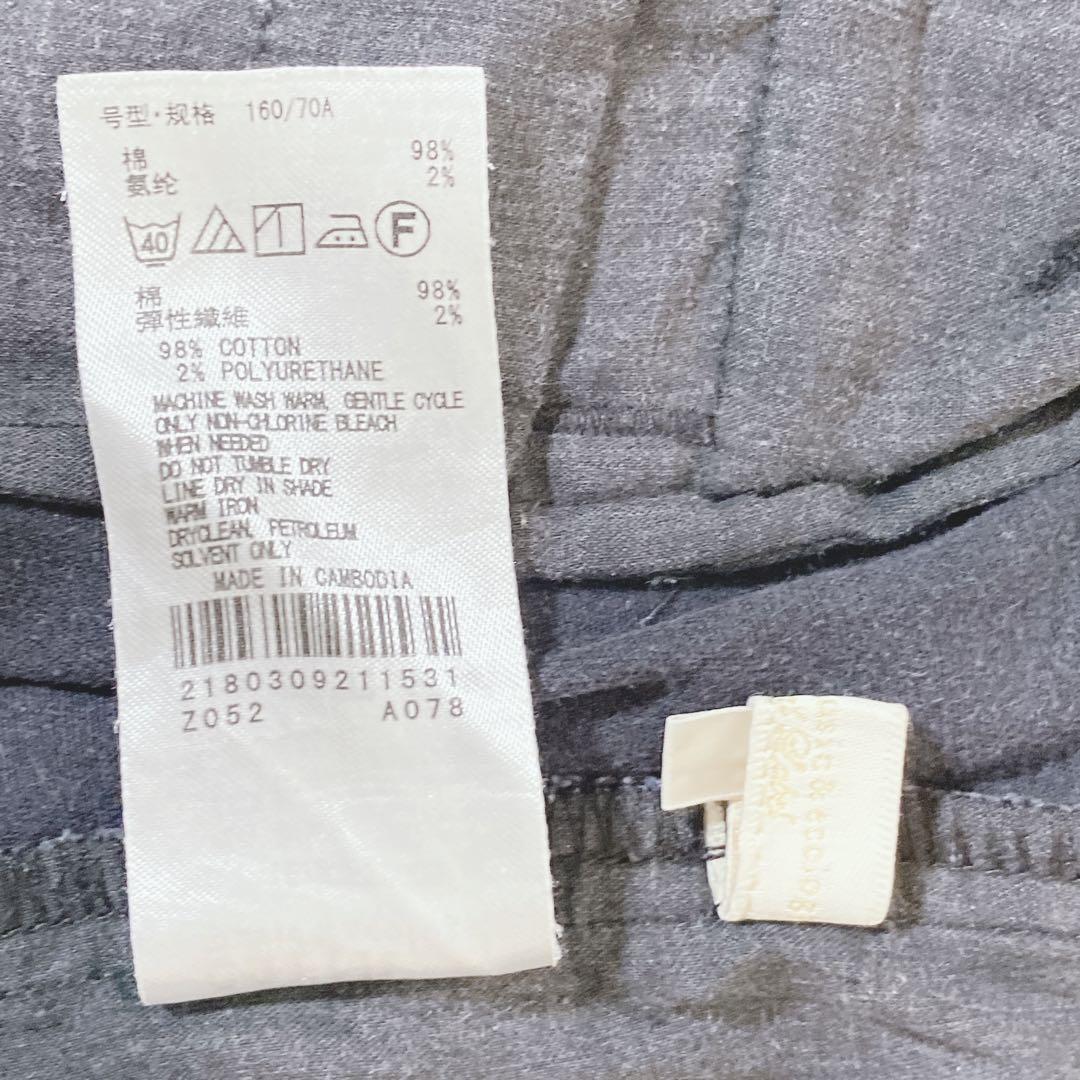 号型·规格 160/70A
棉 98%
氨纶 2%
40 F
棉 98%
彈性纖維 2%
98% COTTON
2% POLYURETHANE
MACHINE WASH WARM, GENTLE CYCLE
ONLY NON-CHLORINE BLEACH
WHEN NEEDED
DO NOT TUMBLE DRY
LINE DRY IN SHADE
WARM IRON
DRYCLEAN, PETROLEUM
SOLVENT ONLY
MADE IN CAMBODIA
2180309211531
Z052 A078